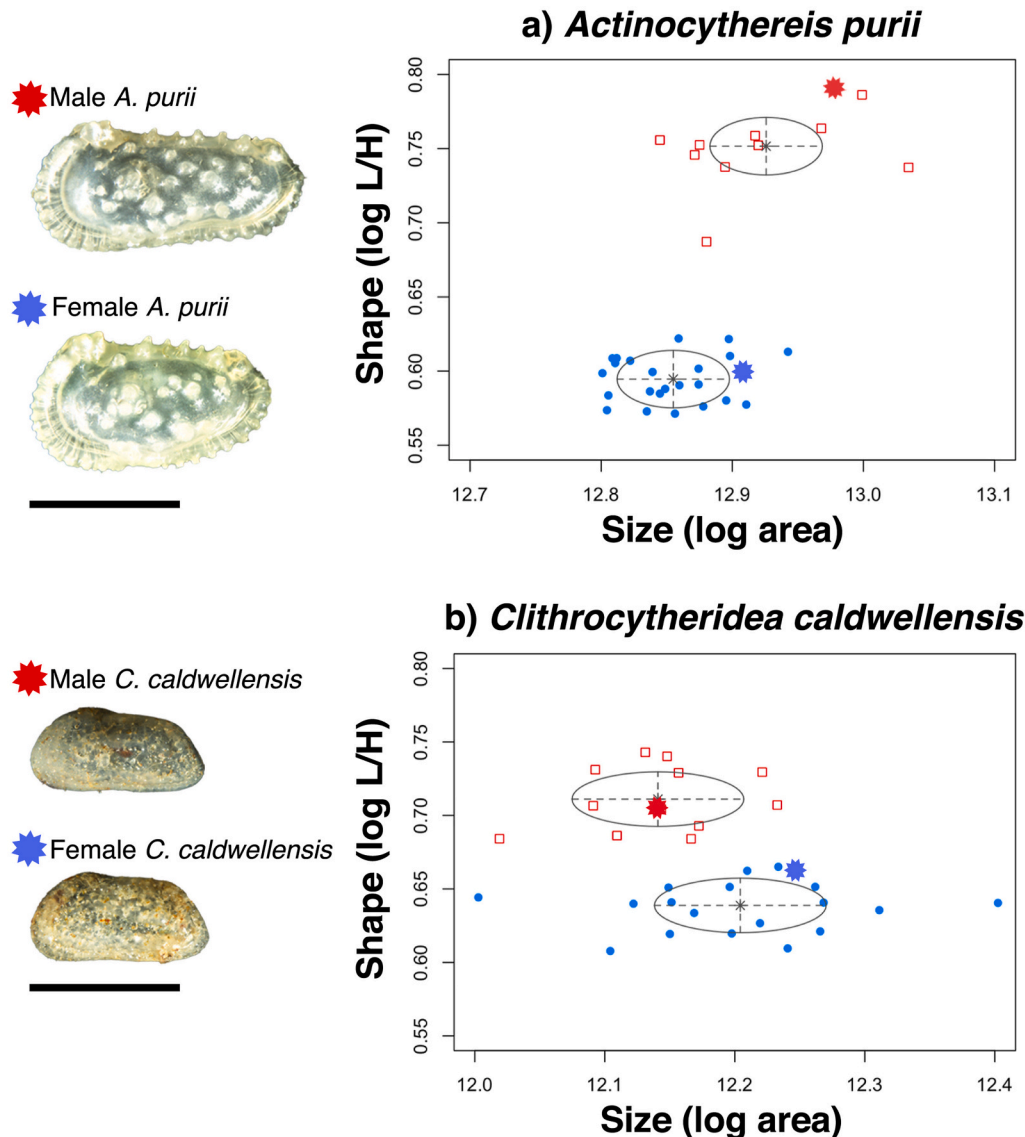 a) Actinocythereis purii
Male A. purii
Female A. purii
Shape (log L/H)
0.80
0.75
0.70
0.65
0.60
0.55
12.7 12.8 12.9 13.0 13.1
Size (log area)
b) Clithrocytheridea caldwellensis
Male C. caldwellensis
Female C. caldwellensis
Shape (log L/H)
0.80
0.75
0.70
0.65
0.60
0.55
12.0 12.1 12.2 12.3 12.4
Size (log area)